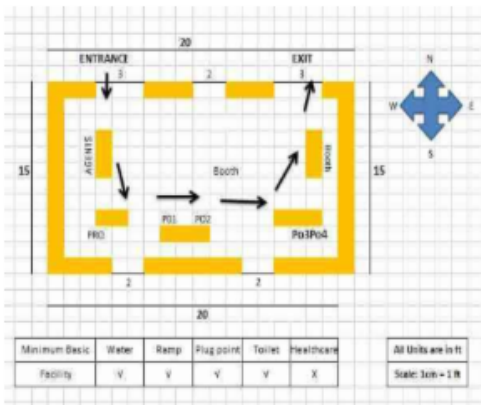 20
ENTRANCE EXIT
3 2 3
N
W E
S
15 AGENTS Booth Booth 15
PO1 PO2
PRO Po3Po4
2 2
20
Minimum Basic Water Ramp Plug point Toilet Healthcare
Facility √ √ √ √ X
All Units are in ft
Scale: 1cm = 1 ft